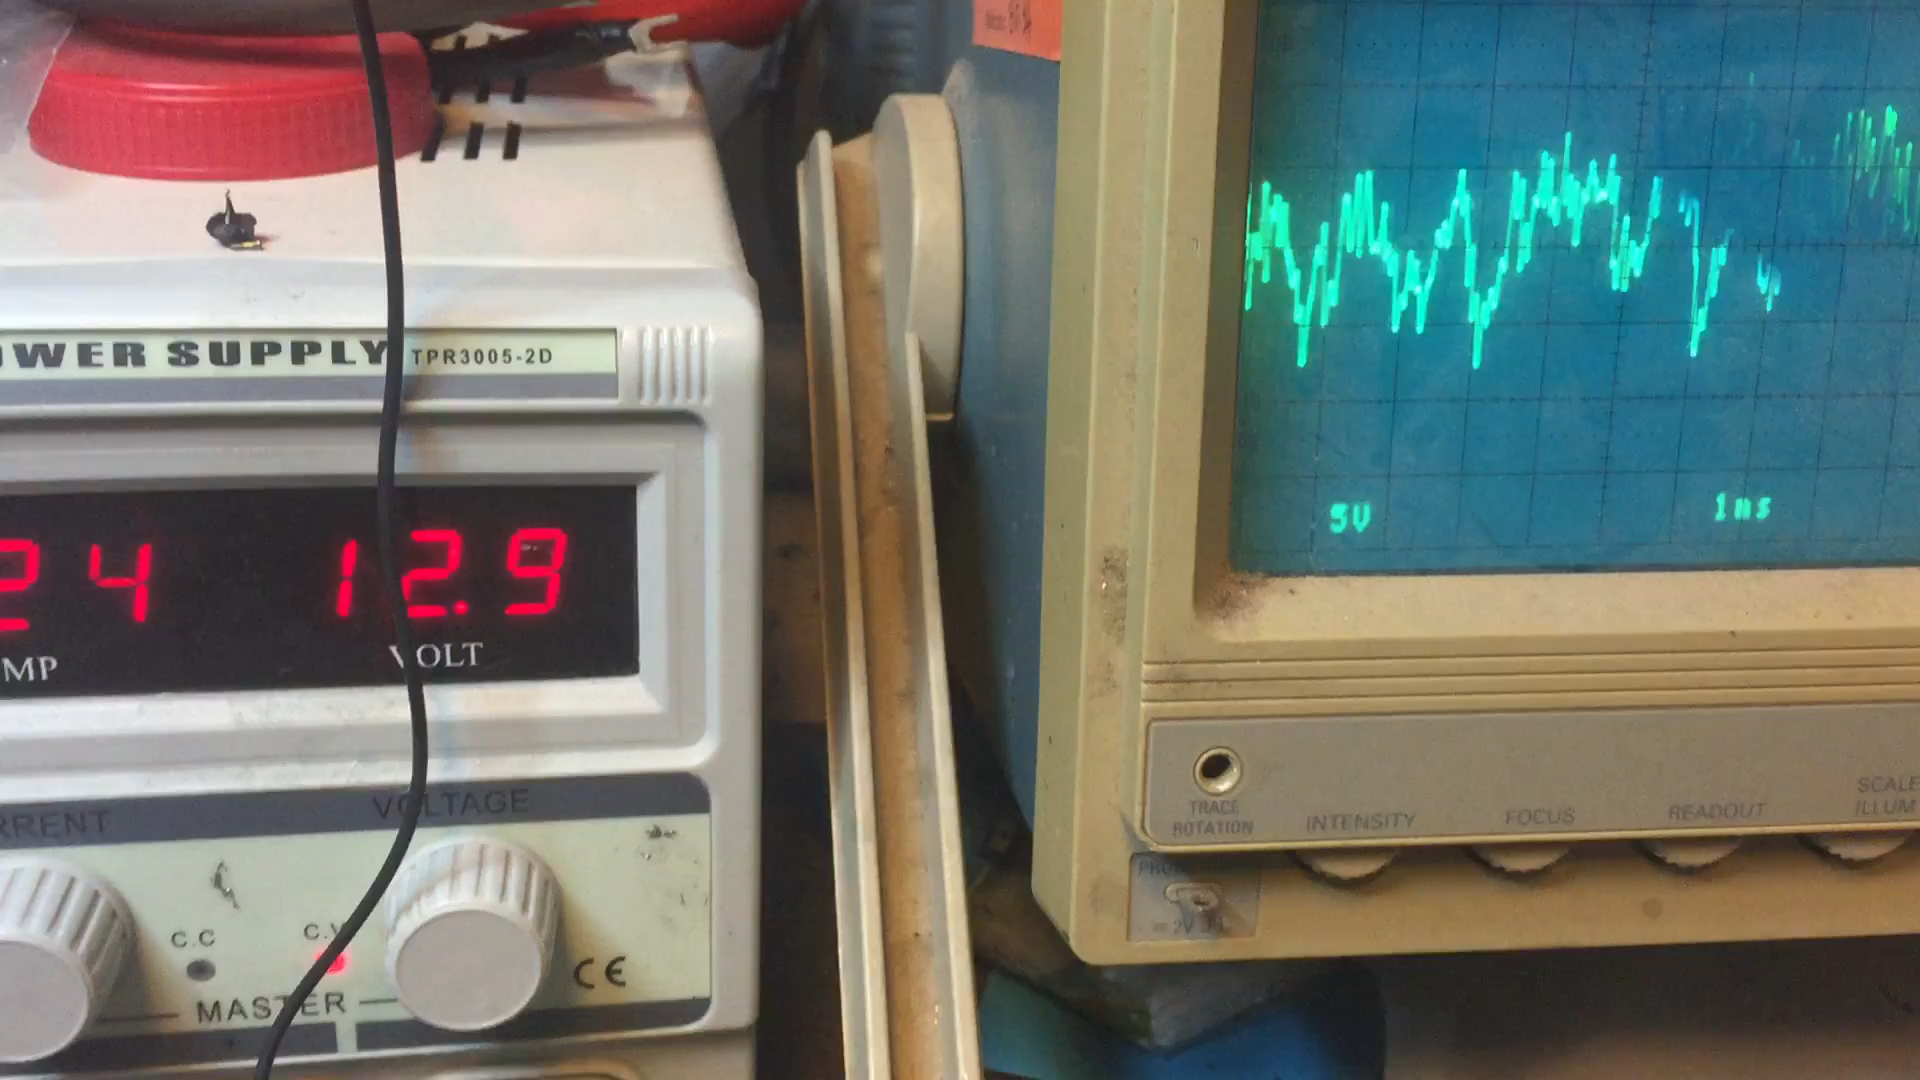 OWER SUPPLY TPR3005-2D
24 12.9
MP VOLT
RRENT VOLTAGE
C.C C.V
MASTER
CE
5V 1ms
TRACE ROTATION
INTENSITY
FOCUS
READOUT
SCALE
ILLUM